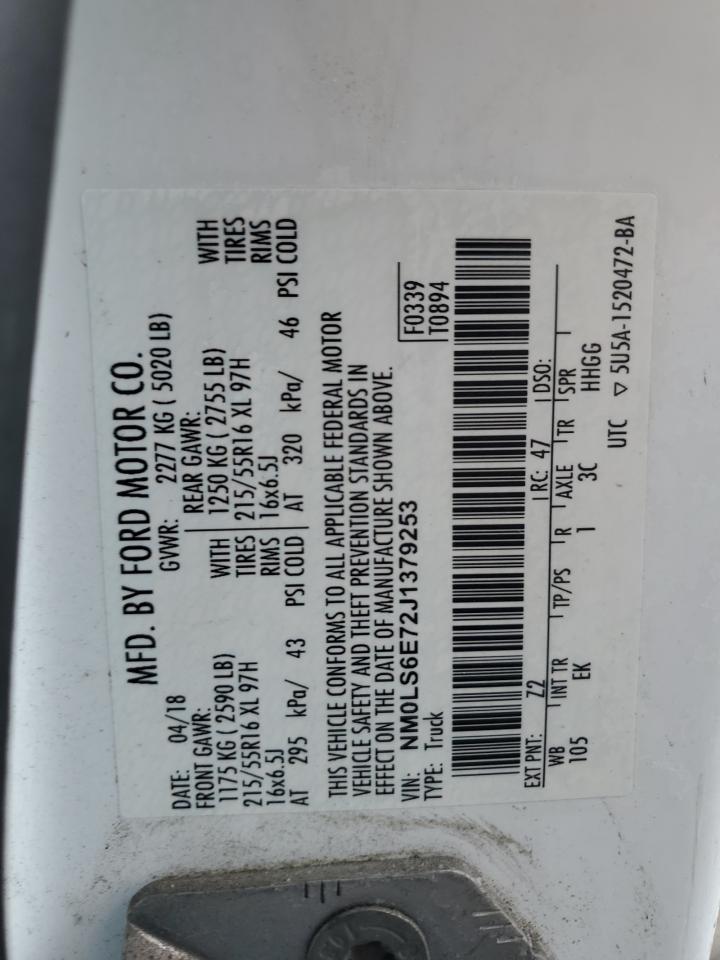 MFD. BY FORD MOTOR CO.
DATE: 04/18 GVWR: 2277 KG ( 5020 LB)
FRONT GAWR: REAR GAWR:
1175 KG ( 2590 LB) WITH 1250 KG ( 2755 LB) WITH
215/55R16 XL 97H TIRES 215/55R16 XL 97H TIRES
16x6.5J RIMS 16x6.5J RIMS
AT 295 kPa/ 43 PSI COLD AT 320 kPa/ 46 PSI COLD
THIS VEHICLE CONFORMS TO ALL APPLICABLE FEDERAL MOTOR
VEHICLE SAFETY AND THEFT PREVENTION STANDARDS IN
EFFECT ON THE DATE OF MANUFACTURE SHOWN ABOVE.
VIN: NM0LS6E72J1379253 F0339
TYPE: Truck T0894
EXT PNT: Z2 RC: 47 DSO:
WB INT TR TP/PS R AXLE TR SPR
105 EK 1 3C HHGG
UTC ▽ 5U5A-1520472-BA